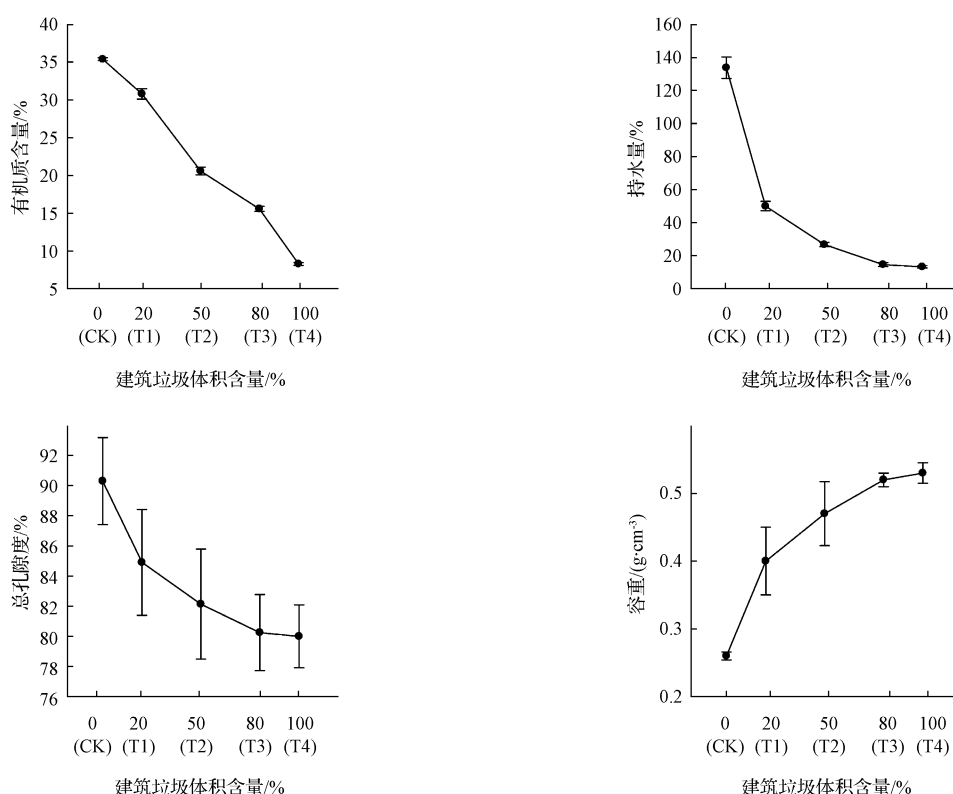 40
35
30
25
20
15
10
5
有机质含量/%
0 20 50 80 100
(CK) (T1) (T2) (T3) (T4)
建筑垃圾体积含量/%
160
140
120
100
80
60
40
20
0
持水量/%
0 20 50 80 100
(CK) (T1) (T2) (T3) (T4)
建筑垃圾体积含量/%
92
90
88
86
84
82
80
78
76
总孔隙度/%
0 20 50 80 100
(CK) (T1) (T2) (T3) (T4)
建筑垃圾体积含量/%
0.5
0.4
0.3
0.2
容重/(g·cm⁻³)
0 20 50 80 100
(CK) (T1) (T2) (T3) (T4)
建筑垃圾体积含量/%